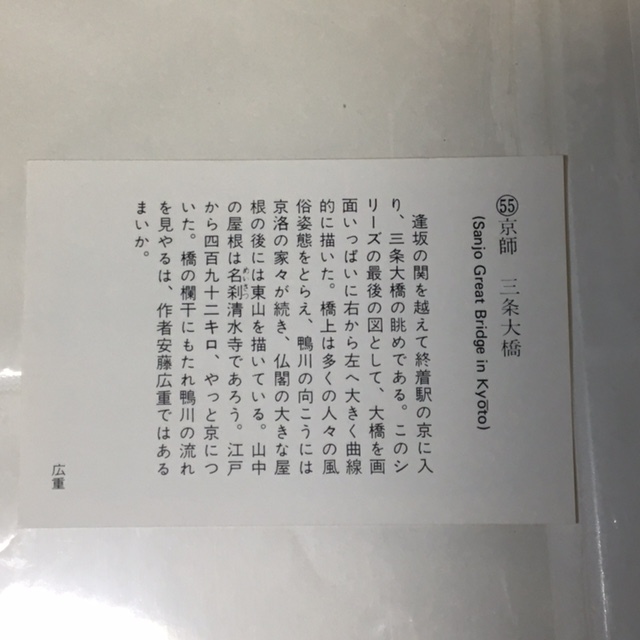 ㊺京師　三条大橋
(Sanjo Great Bridge in Kyōto)
逢坂の関を越えて終着駅の京に入
り、三条大橋の眺めである。このシ
リーズの最後の図として、大橋を画
面いっぱいに右から左へ大きく曲線
的に描いた。橋上は多くの人々の風
俗姿態をとらえ、鴨川の向こうには
京洛の家々が続き、仏閣の大きな屋
根の後には東山を描いている。山中
の屋根は名刹清水寺であろう。江戸
めいさつ
から四百九十二キロ、やっと京につ
いた。橋の欄干にもたれ鴨川の流れ
を見やるは、作者安藤広重ではある
まいか。
広重